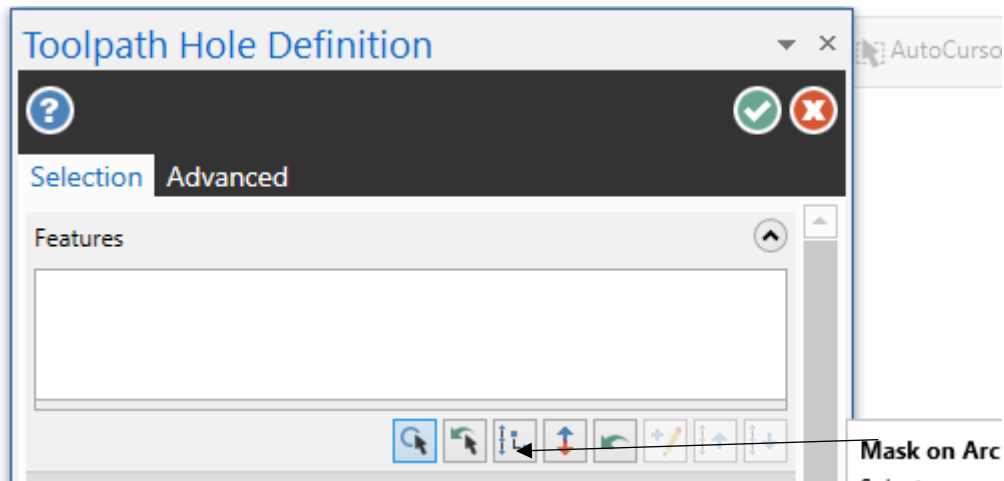 Toolpath Hole Definition
AutoCurso
?
Selection Advanced
Features
Mask on Arc